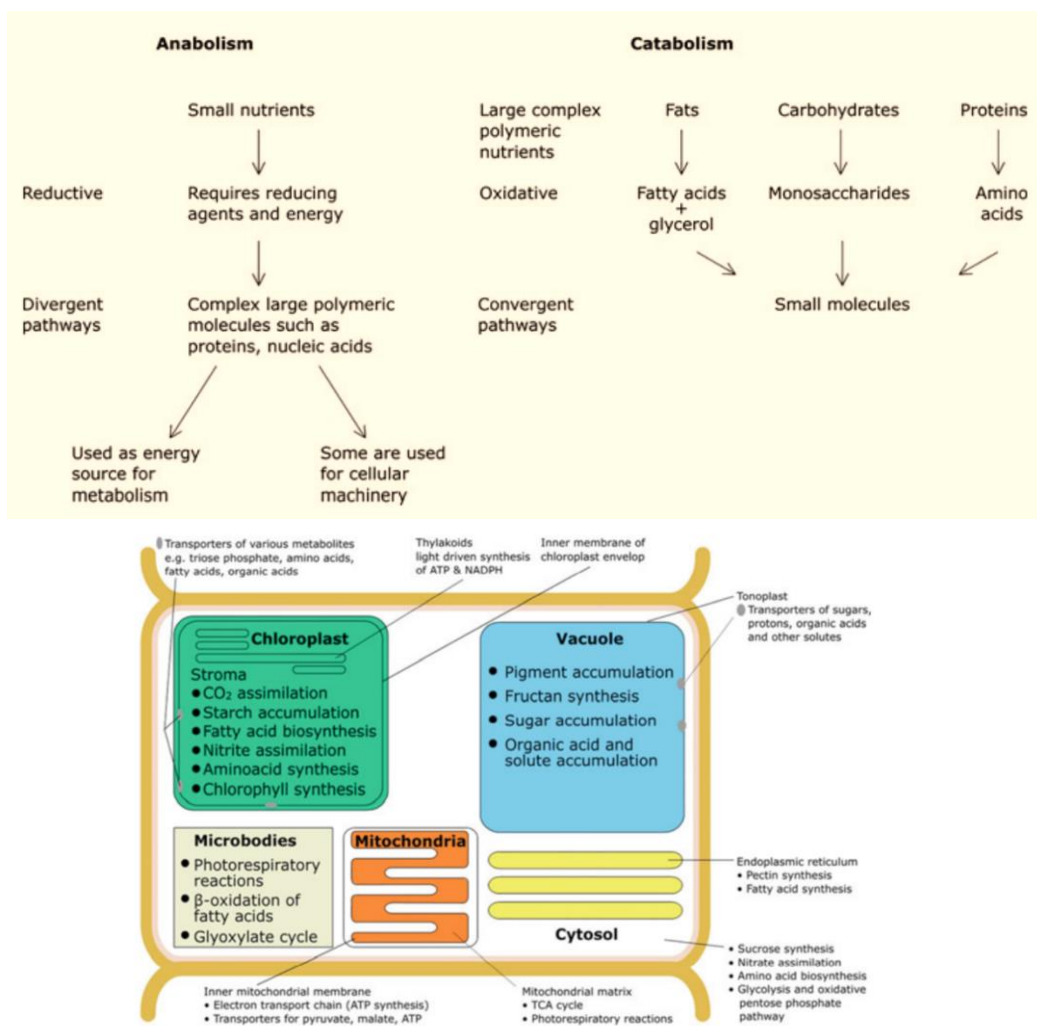 Anabolism
Small nutrients
Reductive
Requires reducing
agents and energy
Divergent
pathways
Complex large polymeric
molecules such as
proteins, nucleic acids
Used as energy
source for
metabolism
Some are used
for cellular
machinery
Catabolism
Large complex
polymeric
nutrients
Fats
Carbohydrates
Proteins
Oxidative
Fatty acids
+
glycerol
Monosaccharides
Amino
acids
Convergent
pathways
Small molecules
Transporters of various metabolites
e.g. triose phosphate, amino acids,
fatty acids, organic acids
Thylakoids
light driven synthesis
of ATP & NADPH
Inner membrane of
chloroplast envelop
Tonoplast
Transporters of sugars,
protons, organic acids
and other solutes
Chloroplast
Stroma
● CO₂ assimilation
● Starch accumulation
● Fatty acid biosynthesis
● Nitrite assimilation
● Aminoacid synthesis
● Chlorophyll synthesis
Vacuole
● Pigment accumulation
● Fructan synthesis
● Sugar accumulation
● Organic acid and
solute accumulation
Microbodies
● Photorespiratory
reactions
● β-oxidation of
fatty acids
● Glyoxylate cycle
Mitochondria
Endoplasmic reticulum
• Pectin synthesis
• Fatty acid synthesis
Cytosol
• Sucrose synthesis
• Nitrate assimilation
• Amino acid biosynthesis
• Glycolysis and oxidative
pentose phosphate
pathway
Inner mitochondrial membrane
• Electron transport chain (ATP synthesis)
• Transporters for pyruvate, malate, ATP
Mitochondrial matrix
• TCA cycle
• Photorespiratory reactions